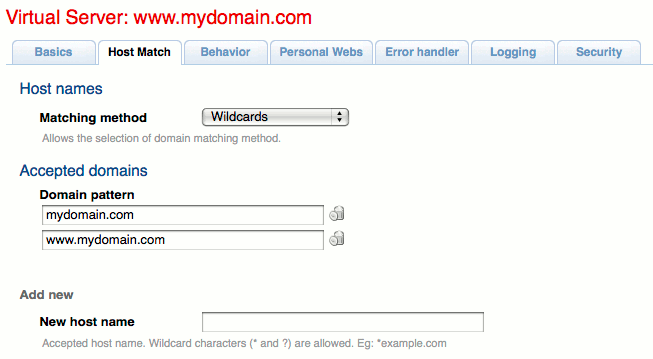 Virtual Server: www.mydomain.com
Basics Host Match Behavior Personal Webs Error handler Logging Security
Host names
Matching method Wildcards
Allows the selection of domain matching method.
Accepted domains
Domain pattern
mydomain.com
www.mydomain.com
Add new
New host name
Accepted host name. Wildcard characters (* and ?) are allowed. Eg: *example.com